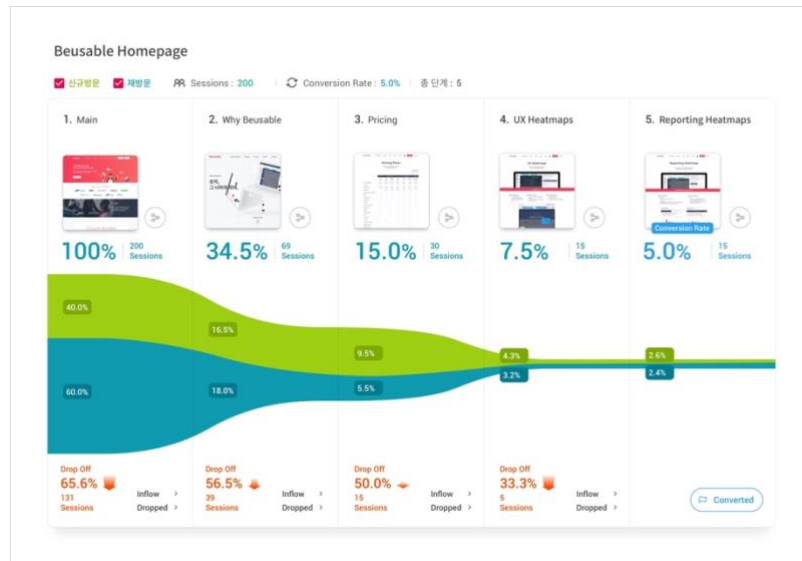 Beusable Homepage
신규방문 재방문 Sessions : 200 Conversion Rate : 5.0% 총 단계 : 5
1. Main
2. Why Beusable
3. Pricing
4. UX Heatmaps
5. Reporting Heatmaps
Conversion Rate
100% 200 Sessions
34.5% 69 Sessions
15.0% 30 Sessions
7.5% 15 Sessions
5.0% 15 Sessions
40.0%
16.5%
9.5%
4.3%
2.6%
60.0%
18.0%
5.5%
3.2%
2.4%
Drop Off
65.6%
131
Sessions
Inflow >
Dropped >
Drop Off
56.5%
39
Sessions
Inflow >
Dropped >
Drop Off
50.0%
15
Sessions
Inflow >
Dropped >
Drop Off
33.3%
5
Sessions
Inflow >
Dropped >
Converted